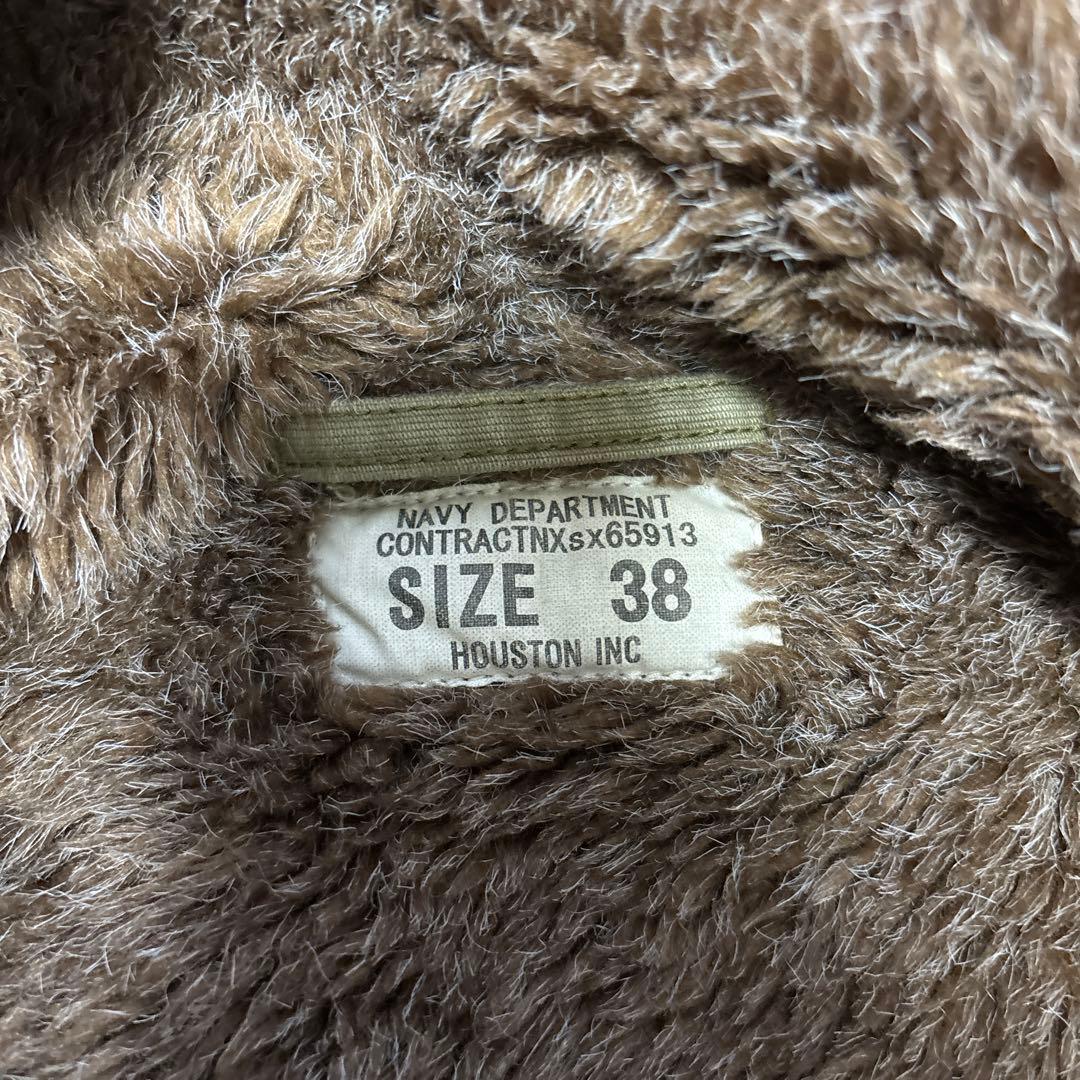 NAVY DEPARTMENT
CONTRACTNXsx65913
SIZE 38
HOUSTON INC